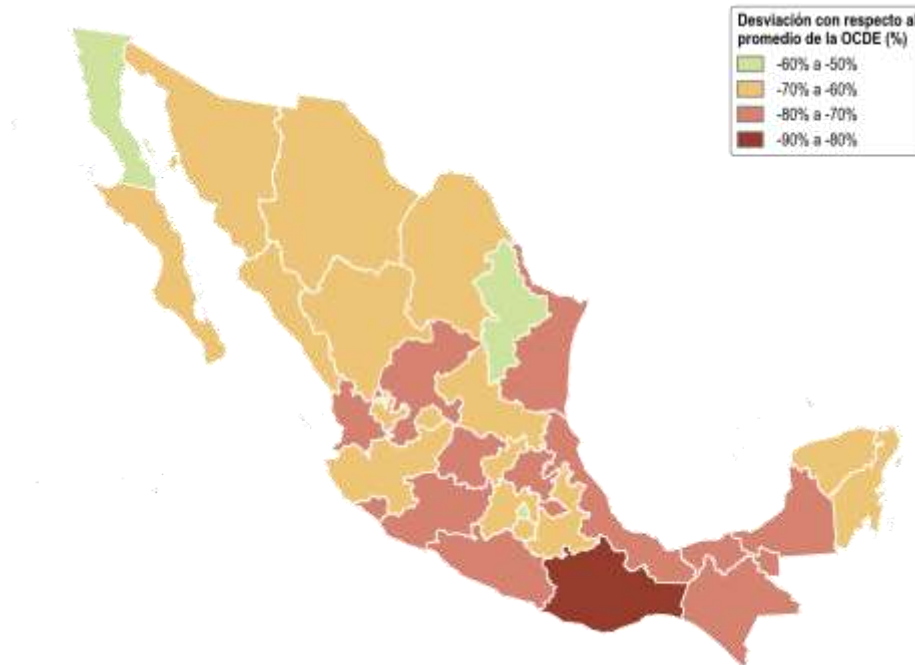 Desviación con respecto al
promedio de la OCDE (%)
-60% a -50%
-70% a -60%
-80% a -70%
-90% a -80%